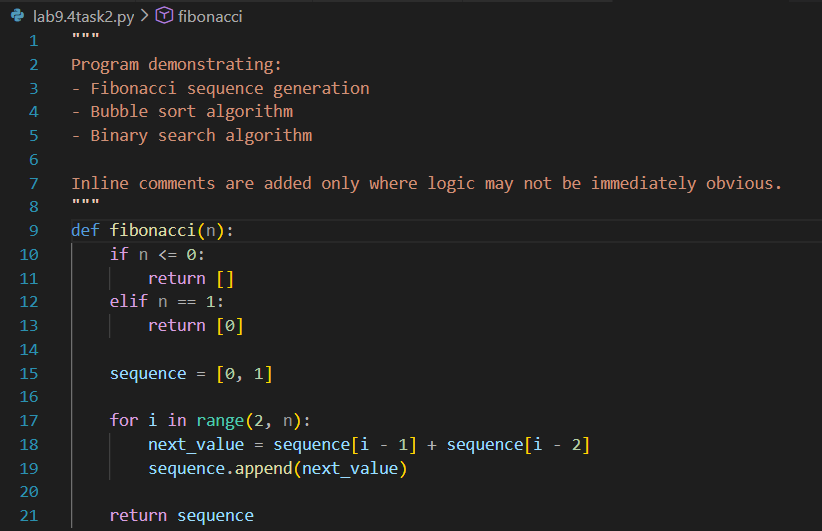 lab9.4task2.py > fibonacci
1 """
2 Program demonstrating:
3 - Fibonacci sequence generation
4 - Bubble sort algorithm
5 - Binary search algorithm
6
7 Inline comments are added only where logic may not be immediately obvious.
8 """
9 def fibonacci(n):
10     if n <= 0:
11         return []
12     elif n == 1:
13         return [0]
14
15     sequence = [0, 1]
16
17     for i in range(2, n):
18         next_value = sequence[i - 1] + sequence[i - 2]
19         sequence.append(next_value)
20
21     return sequence